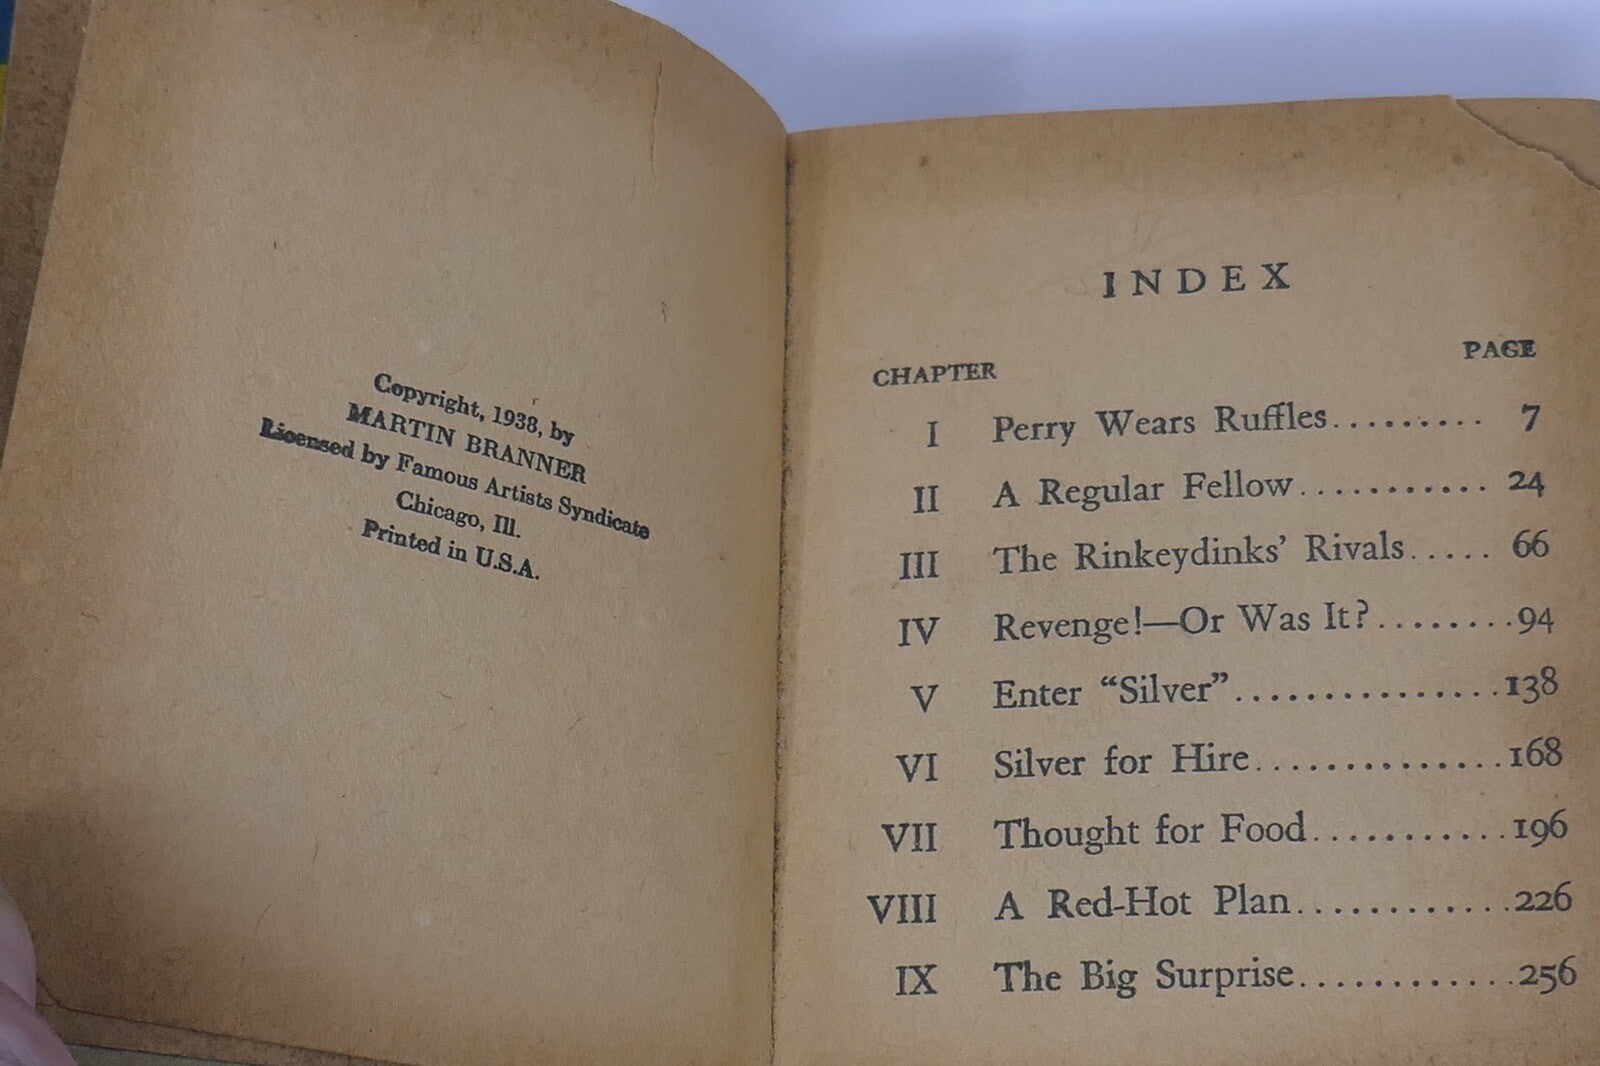 Copyright, 1938, by
MARTIN BRANNER
Licensed by Famous Artists Syndicate
Chicago, Ill.
Printed in U.S.A.
INDEX
CHAPTER PAGE
I Perry Wears Ruffles......... 7
II A Regular Fellow........... 24
III The Rinkeydinks' Rivals..... 66
IV Revenge!—Or Was It?........94
V Enter “Silver”...............138
VI Silver for Hire..............168
VII Thought for Food...........196
VIII A Red-Hot Plan............226
IX The Big Surprise............256